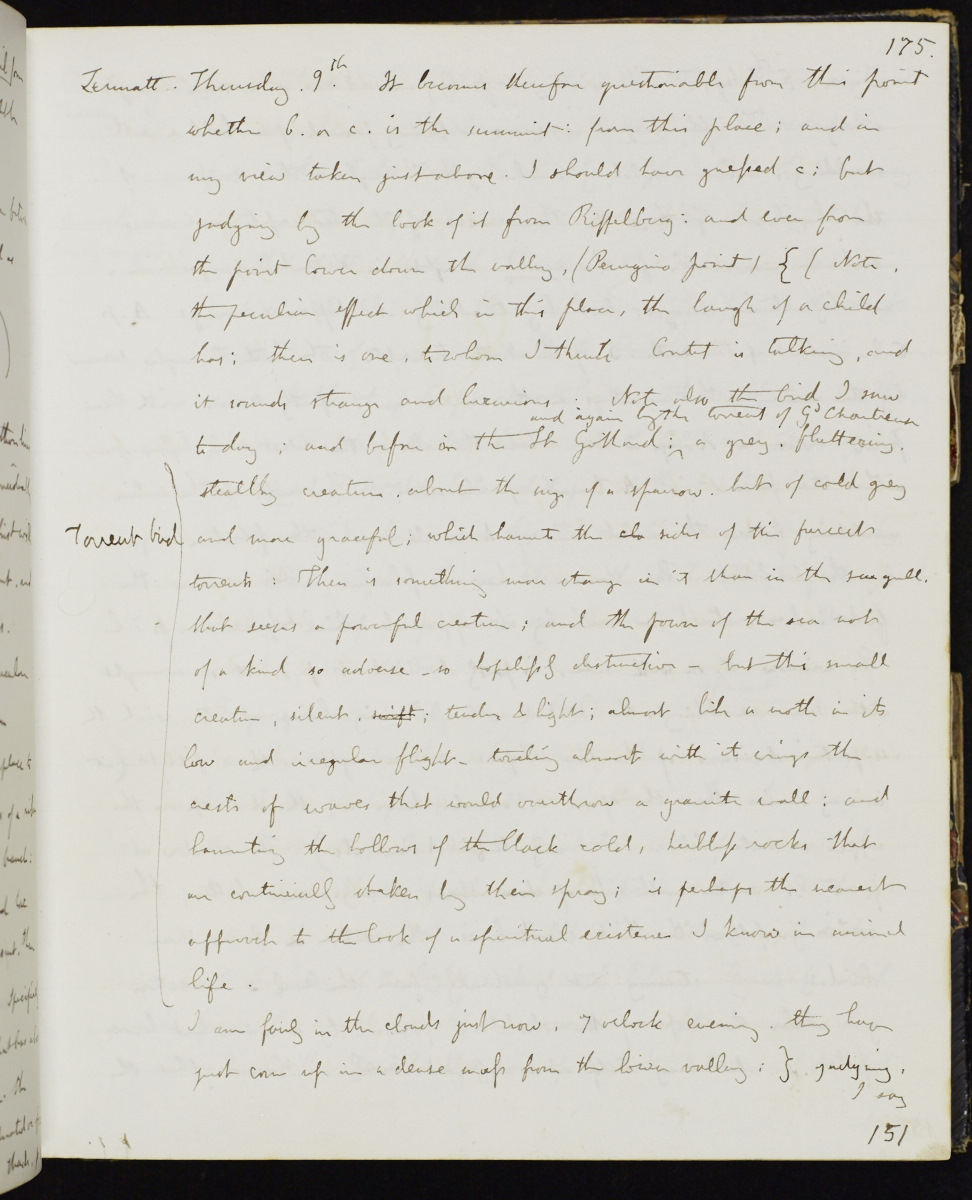 175.
Zermatt. Thursday. 9th. It becomes therefore questionable from this point
whether b. or c. is the summit: from this place; and in
my view taken just above. I should have guessed c; but
judging by the look of it from Riffelberg: and even from
the point lower down the valley, (Perugino point) { ( Note,
the peculiar effect which in this place, the laugh of a child
has; there is one, to whom I think Coutet is talking, and
it sounds strange and luxurious. Note also the bird I saw
and again by the torrent of Gd Chartreuse
to day; and before in the St Gothard; a grey. fluttering.
stealthy creature. about the size of a sparrow. but of cold grey
Torrent bird
and more graceful; which haunts the cla sides of the fiercest
torrents: There is something more strange in it than in the sea gull.
that seems a powerful creature; and the power of the sea not
of a kind so adverse - so hopelessly destructive - but this small
creature, silent, swift; tender & light; almost like a moth in its
low and irregular flight - touching almost with its wings the
crests of waves that would overthrow a granite wall: and
haunting the hollows of the black cold, herbless rocks that
are continually shaken by their spray; is perhaps the nearest
approach to the look of a spiritual existence I know in animal
life.
I am fairly in the clouds just now, 7 oclock evening. they have
just come up in a dense mass from the lower valley: } judging,
I say
151